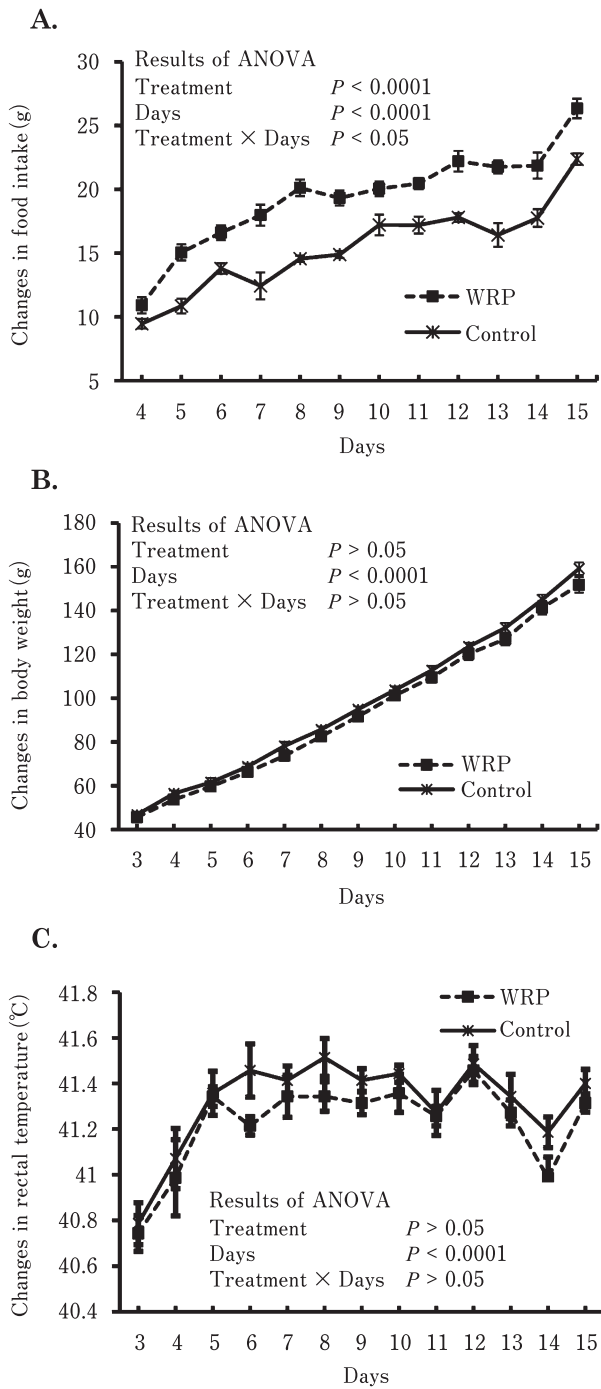 A.
Changes in food intake (g)
30
25
20
15
10
5
Results of ANOVA
Treatment P < 0.0001
Days P < 0.0001
Treatment × Days P < 0.05
WRP
Control
4 5 6 7 8 9 10 11 12 13 14 15
Days
B.
Changes in body weight (g)
180
160
140
120
100
80
60
40
Results of ANOVA
Treatment P > 0.05
Days P < 0.0001
Treatment × Days P > 0.05
WRP
Control
3 4 5 6 7 8 9 10 11 12 13 14 15
Days
C.
Changes in rectal temperature (℃)
41.8
41.6
41.4
41.2
41
40.8
40.6
40.4
WRP
Control
Results of ANOVA
Treatment P > 0.05
Days P < 0.0001
Treatment × Days P > 0.05
3 4 5 6 7 8 9 10 11 12 13 14 15
Days